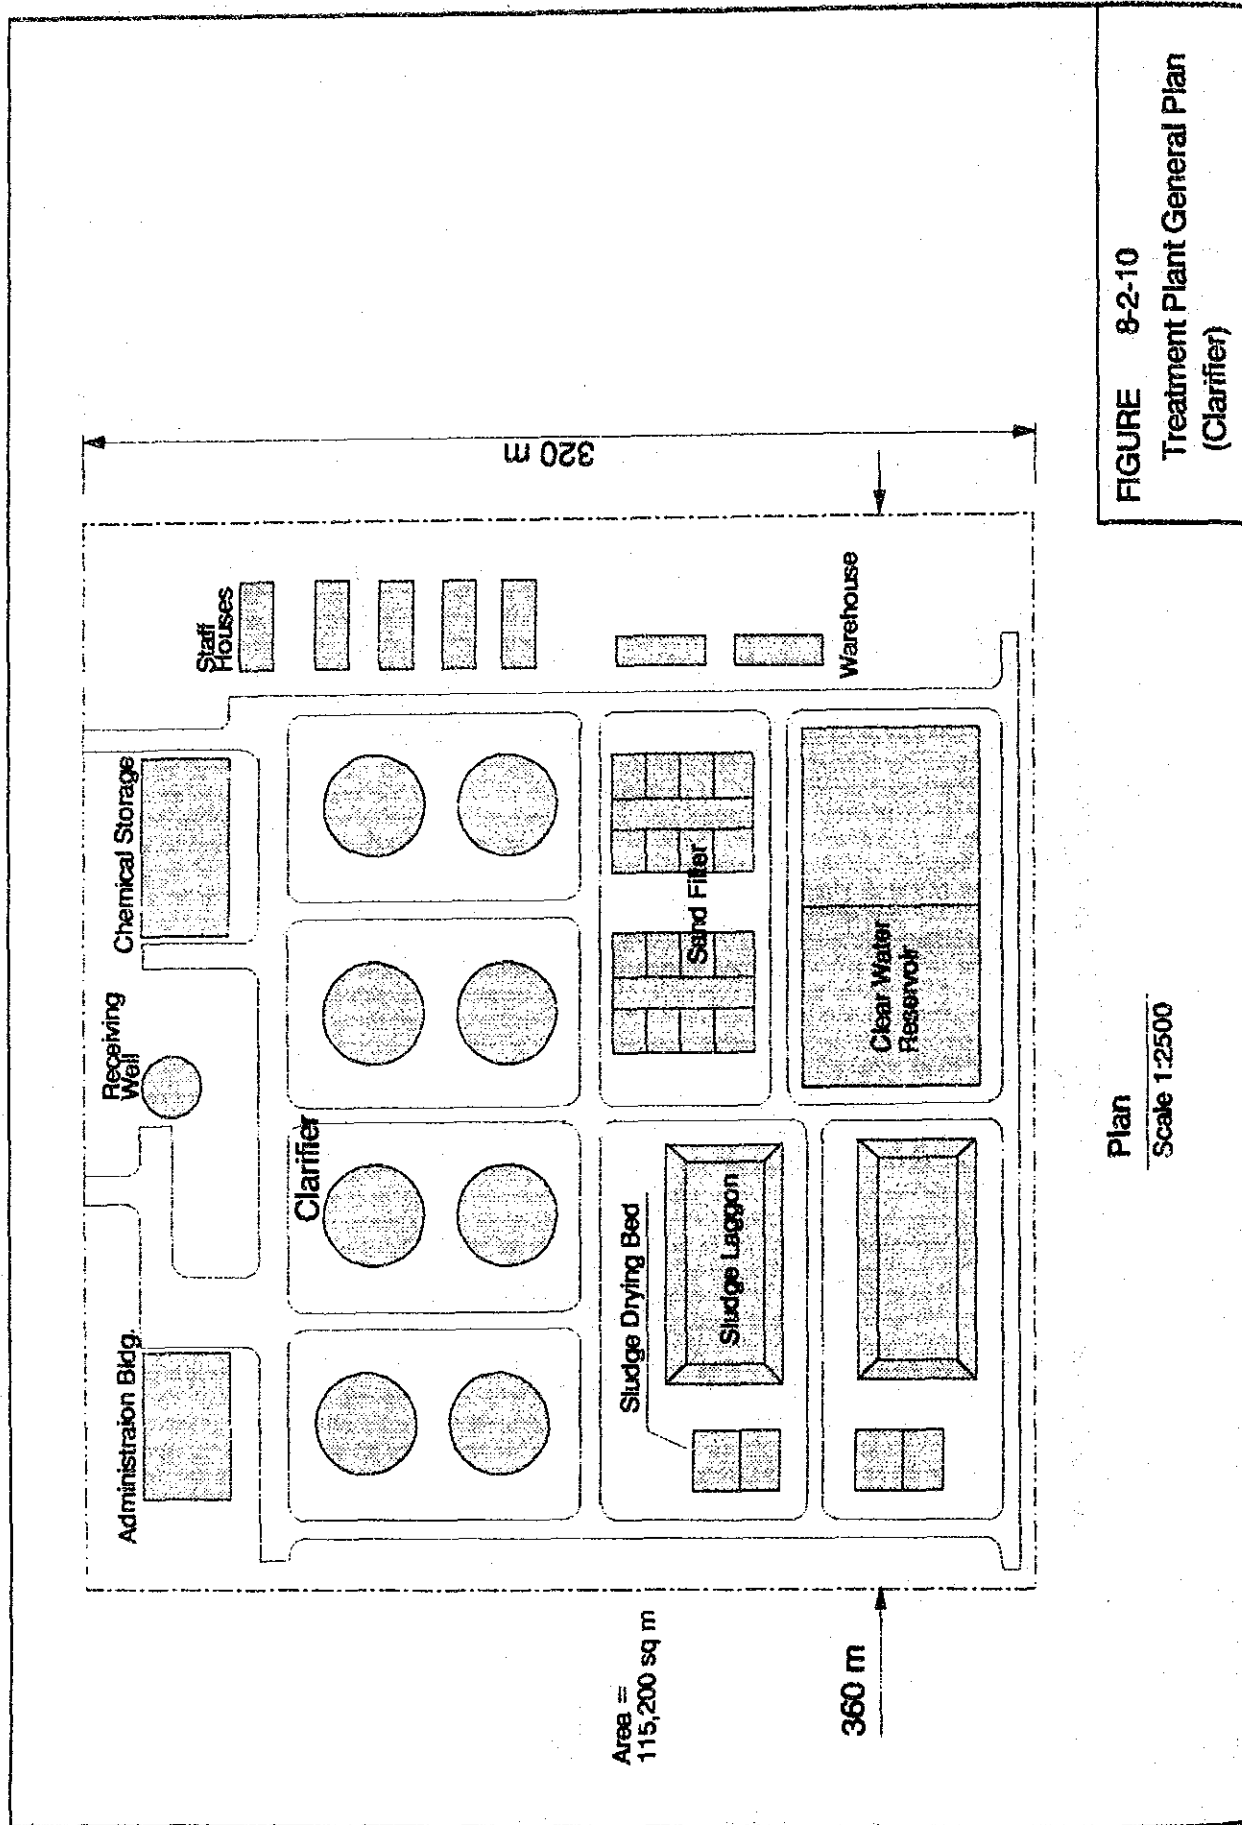 Administraion Bldg.
Receiving
Well
Chemical Storage
Staff
Houses
Clarifier
320 m
Sludge Drying Bed
Sludge Laggon
Sand Filter
Clear Water
Reservoir
Warehouse
Area =
115,200 sq m
360 m
Plan
Scale 1:2500
FIGURE 8-2-10
Treatment Plant General Plan
(Clarifier)